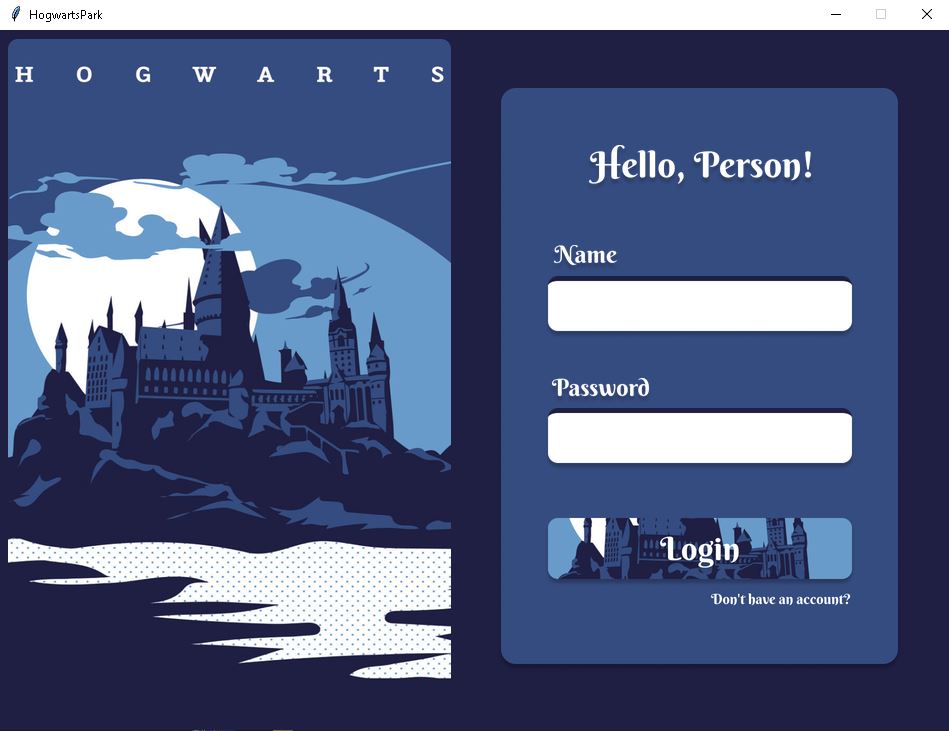 HogwartsPark
H O G W A R T S
Hello, Person!
Name
Password
Login
Don't have an account?